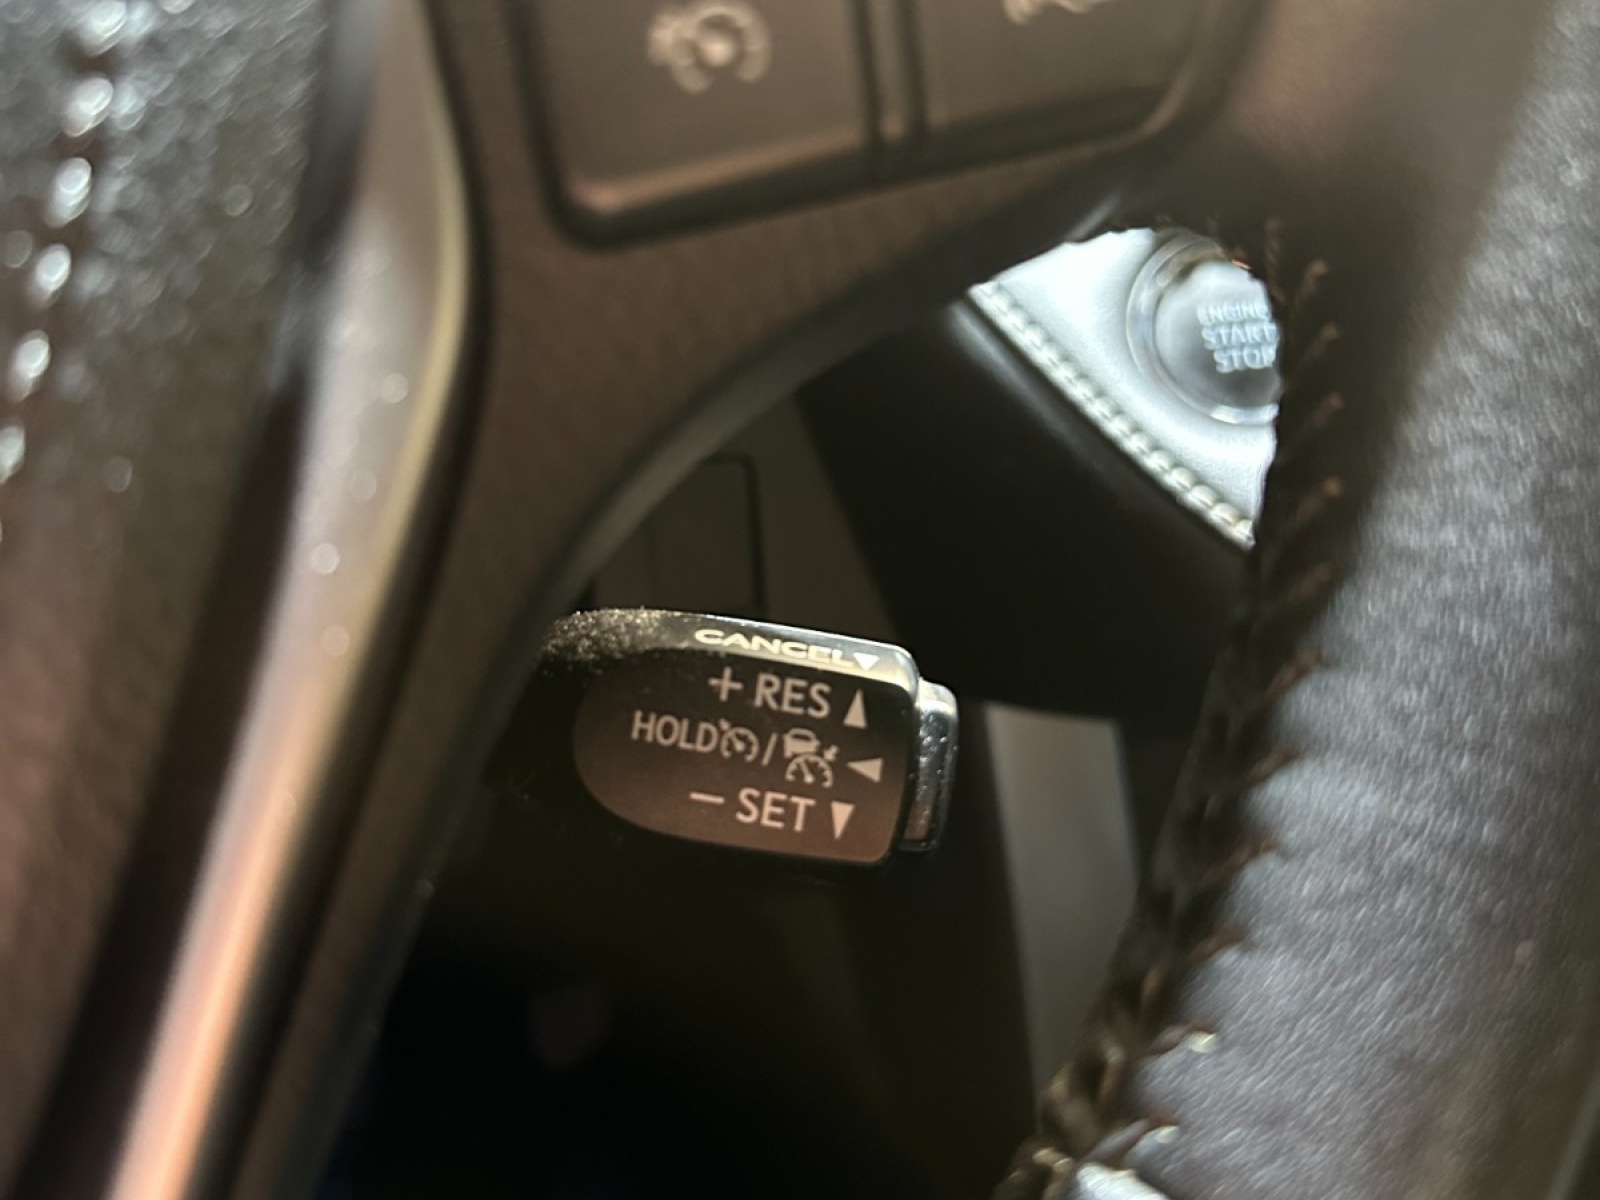 ENGINE
START
STOP
CANCEL▼
+ RES ▲
HOLD / ◀
− SET ▼